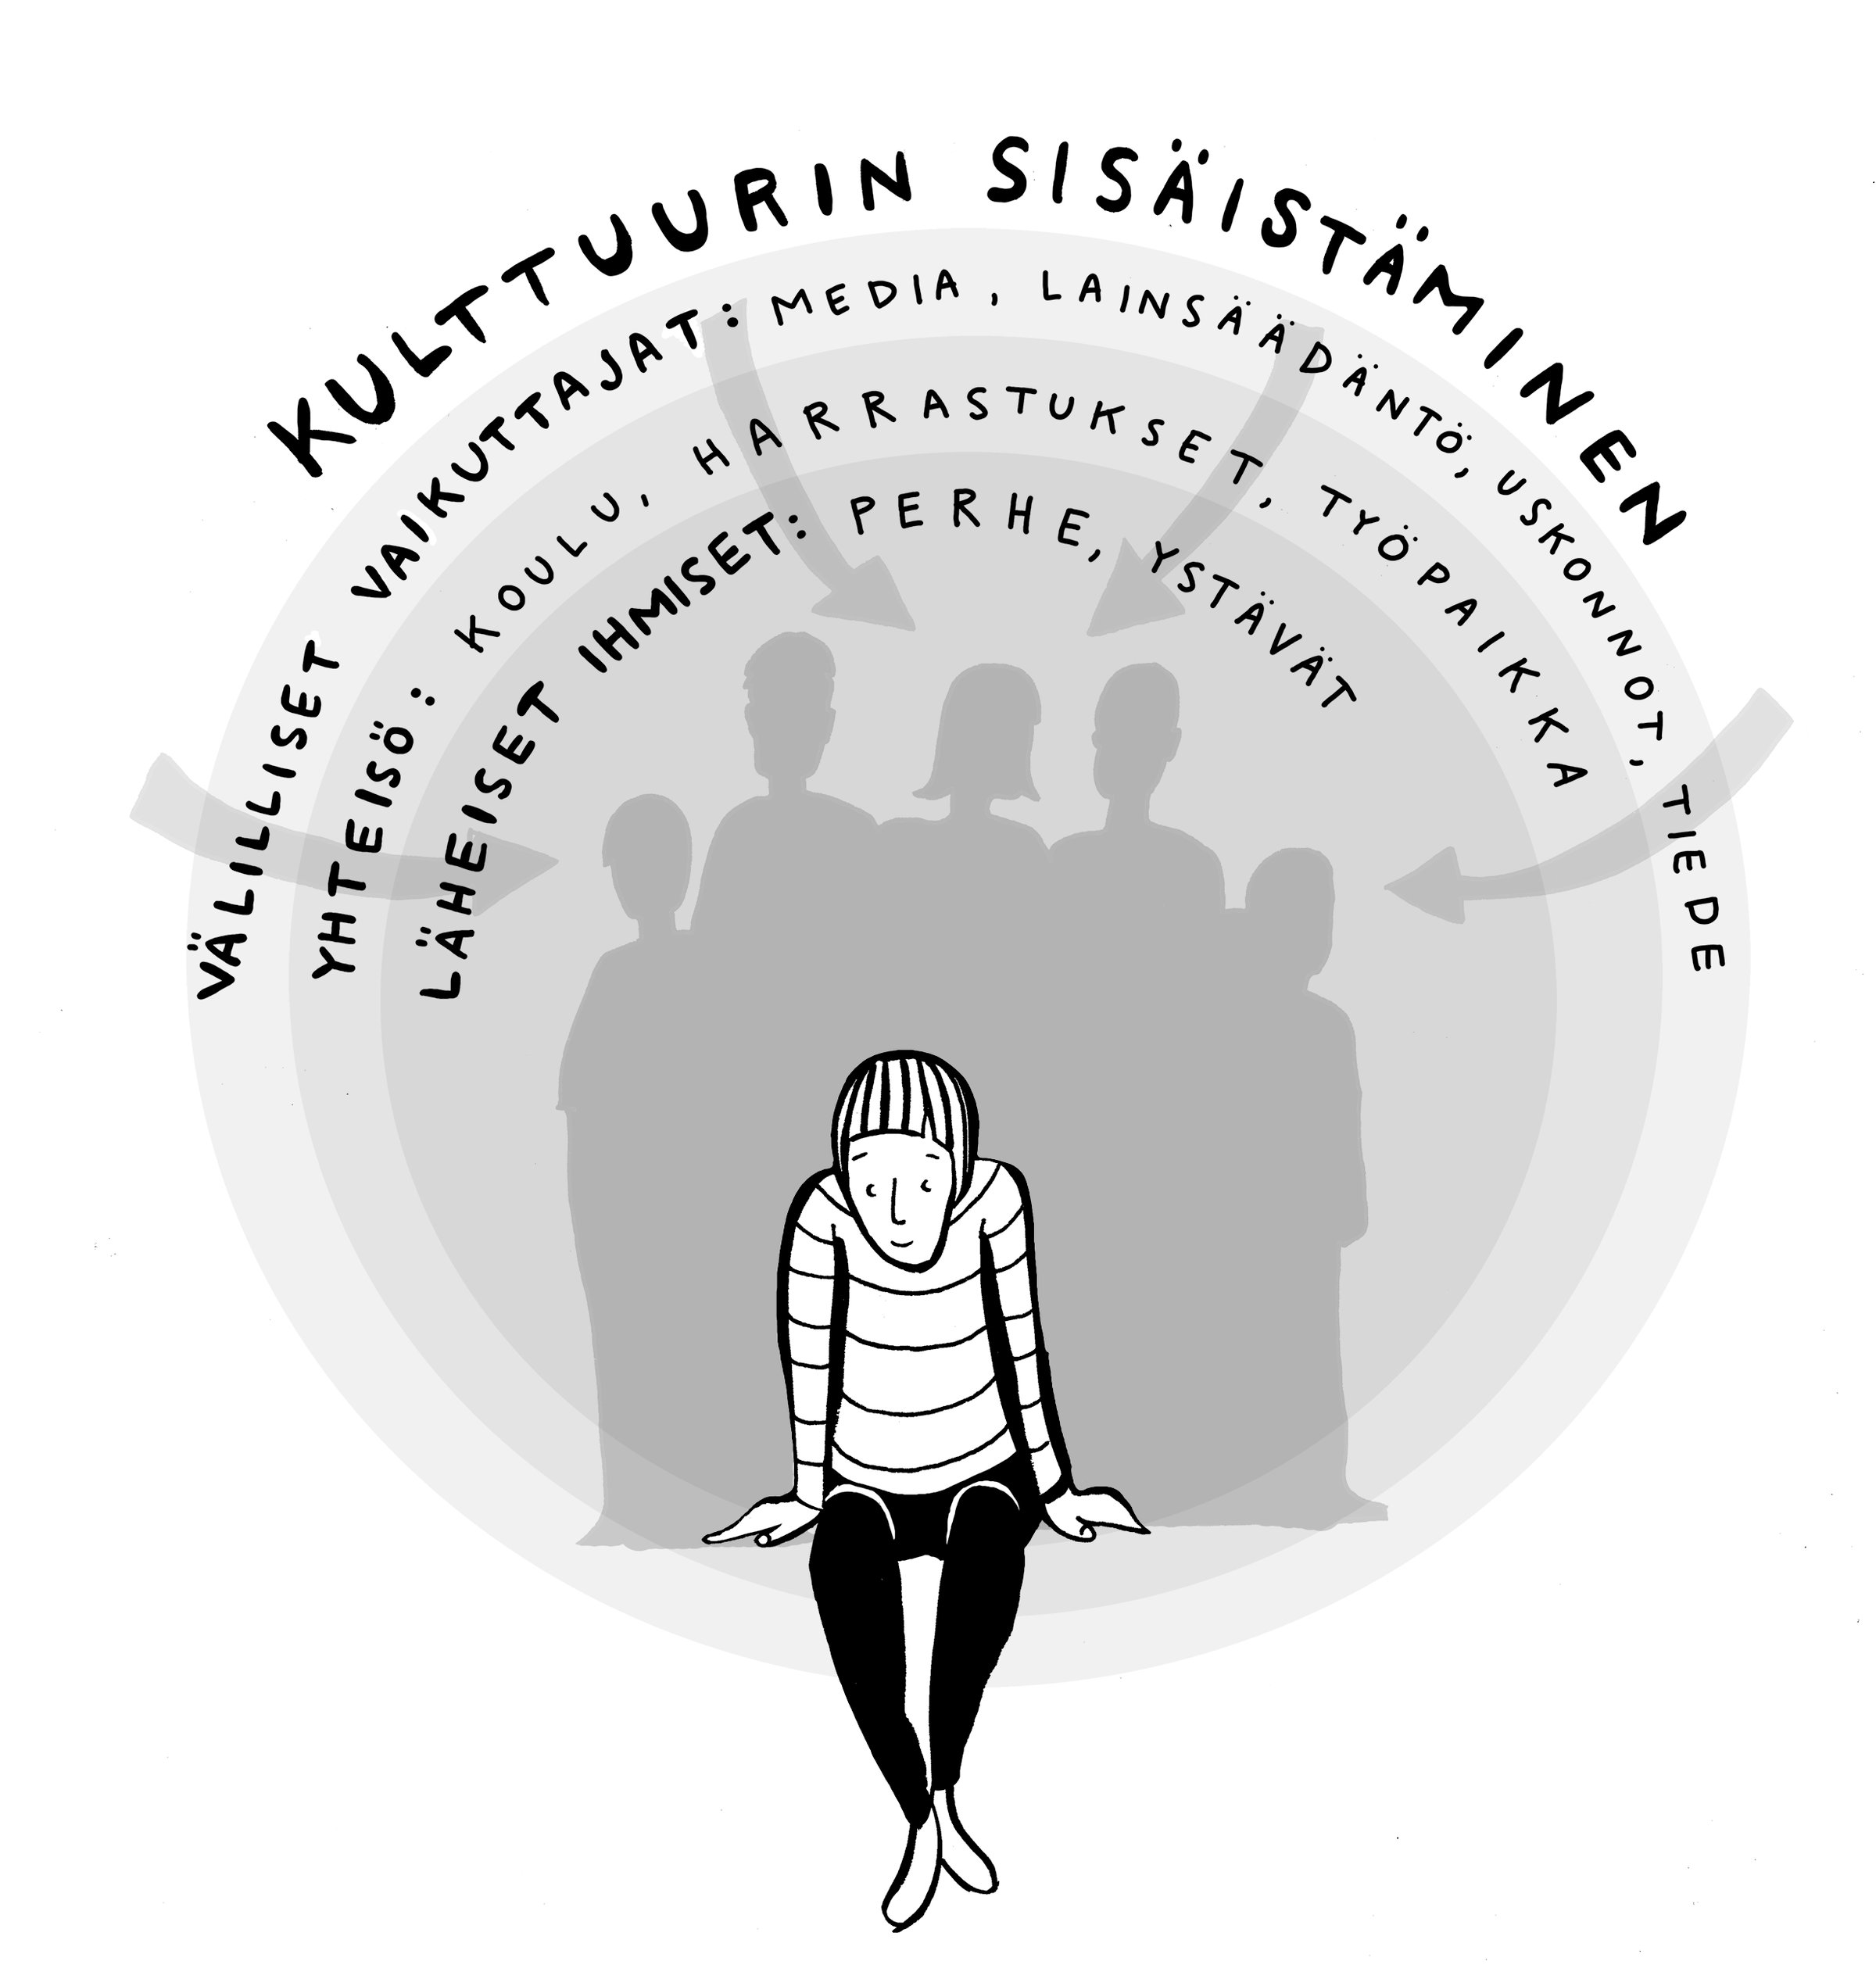 KULTTUURIN SISÄISTÄMINEN
VÄLILLISET VAIKUTTAJAT: MEDIA, LAINSÄÄDÄNTÖ, USKONNOT, TIEDE
YHTEISÖ: KOULU, HARRASTUKSET, TYÖPAIKKA
LÄHEISET IHMISET: PERHE, YSTÄVÄT